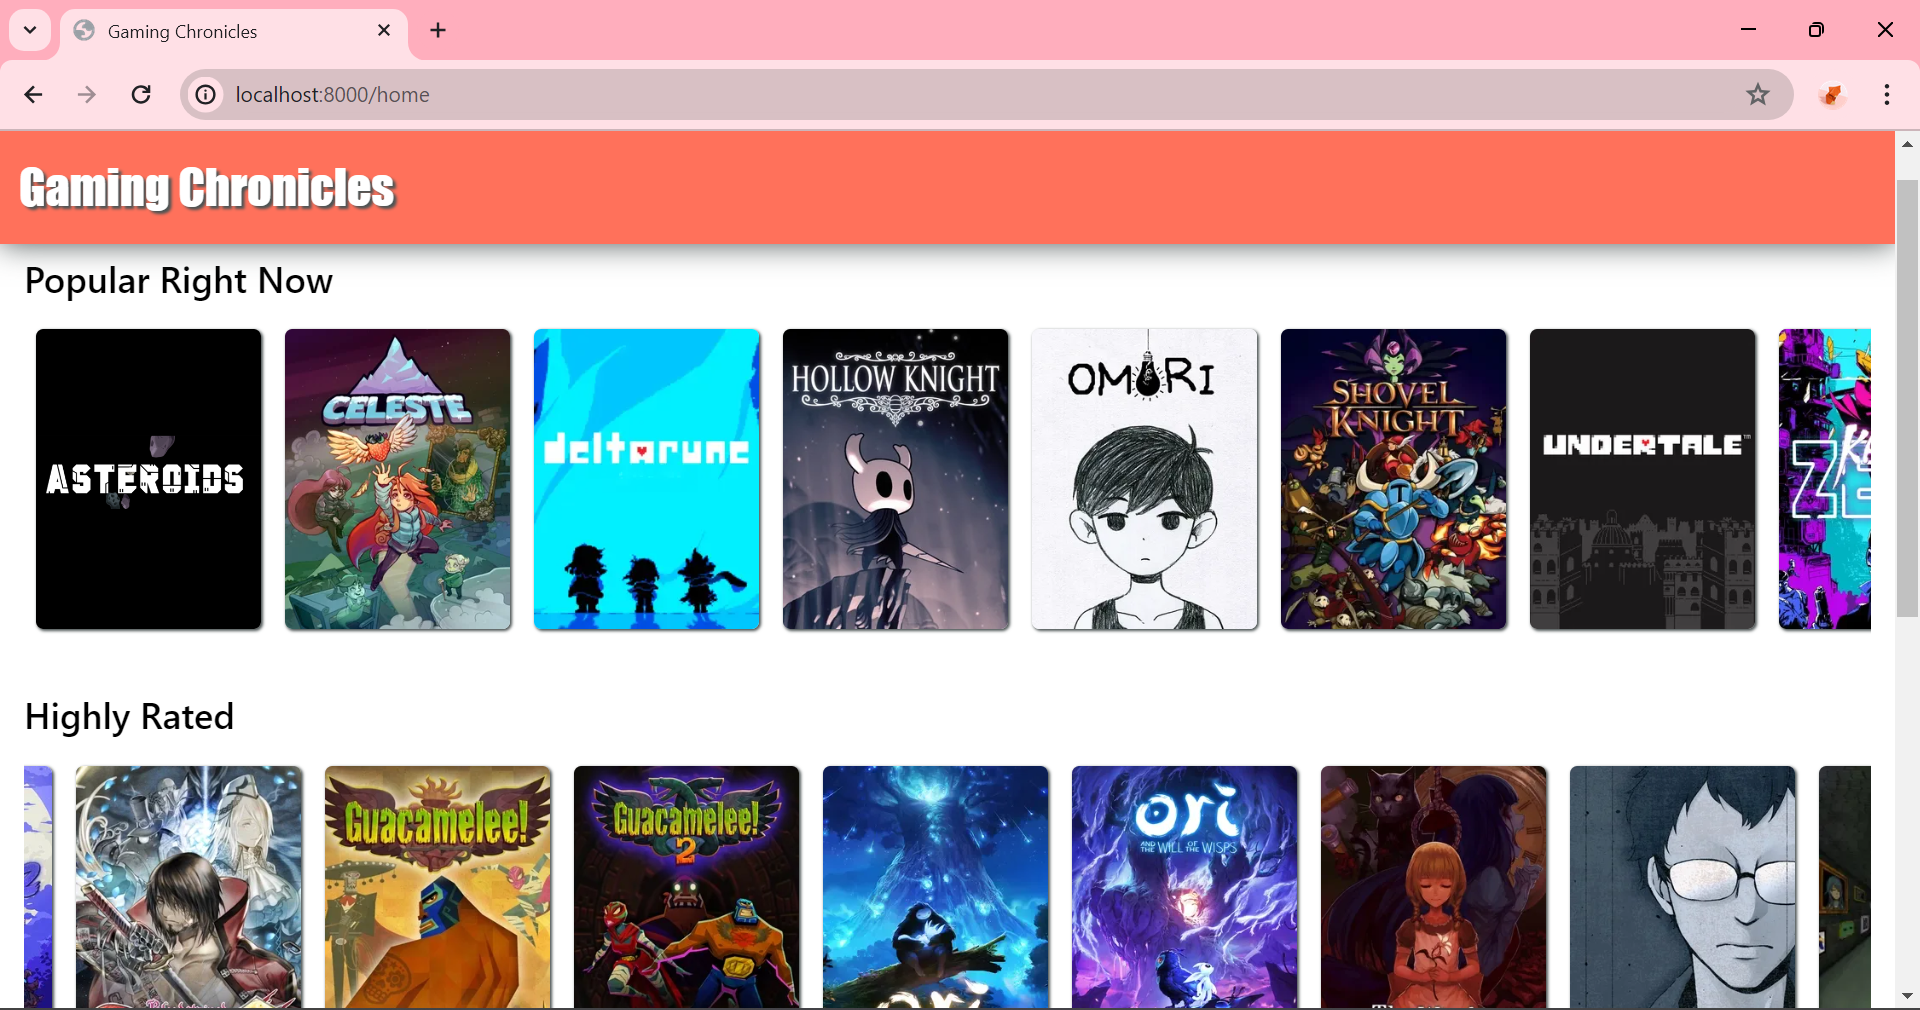 Gaming Chronicles
localhost:8000/home
Gaming Chronicles
Popular Right Now
ASTEROIDS
CELESTE
deltarune
HOLLOW KNIGHT
OMORI
SHOVEL
KNIGHT
UNDERTALE™
Highly Rated
Guacamelee!
Guacamelee!
2
ori
AND THE WILL OF THE WISPS